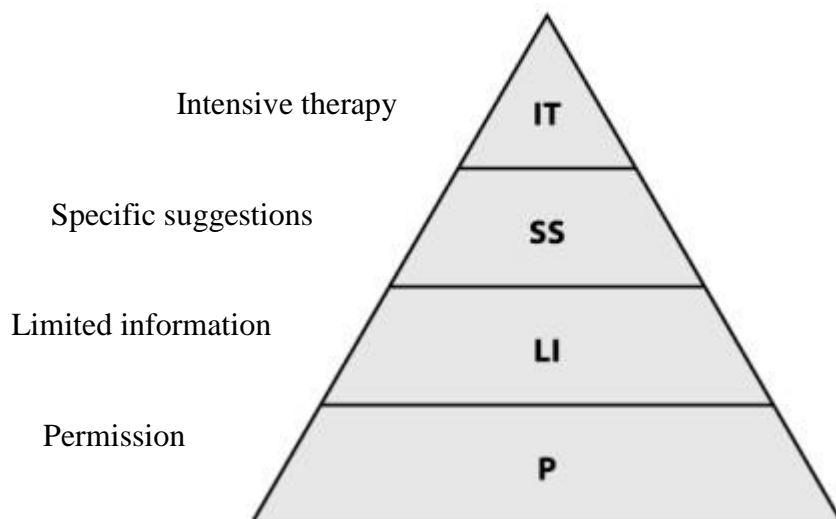 Intensive therapy
IT
Specific suggestions
SS
Limited information
LI
Permission
P